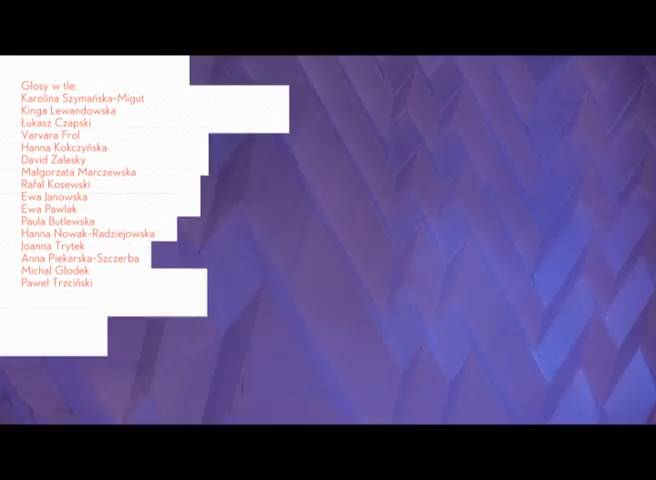 Głosy w tle:
Karolina Szymańska-Migut
Kinga Lewandowska
Łukasz Czapski
Varvara Frol
Hanna Kokczyńska
David Zalesky
Małgorzata Marczewska
Rafał Kosewski
Ewa Janowska
Ewa Pawlak
Paula Butlewska
Hanna Nowak-Radziejowska
Joanna Trytek
Anna Piekarska-Szczerba
Michał Głodek
Paweł Trzciński